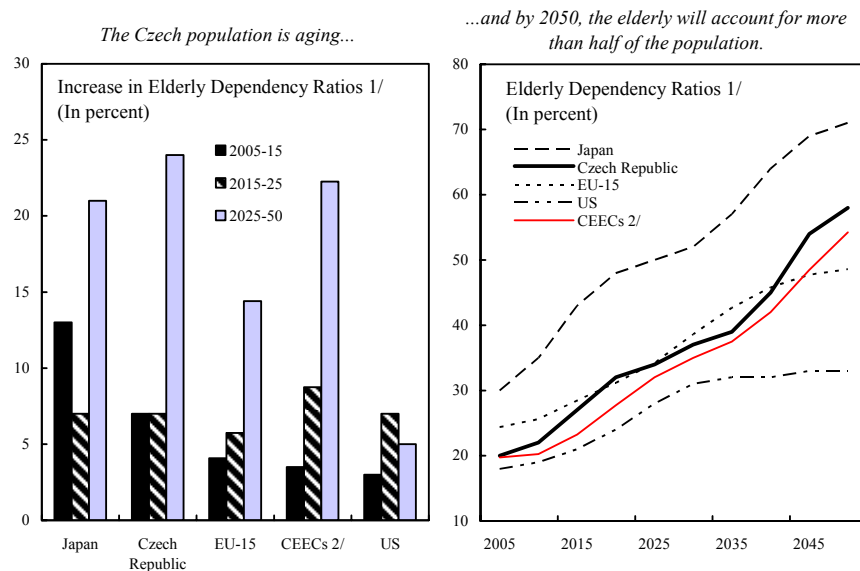 The Czech population is aging...
Increase in Elderly Dependency Ratios 1/
(In percent)
2005-15
2015-25
2025-50
30
25
20
15
10
5
0
Japan
Czech
Republic
EU-15
CEECs 2/
US
...and by 2050, the elderly will account for more
than half of the population.
Elderly Dependency Ratios 1/
(In percent)
Japan
Czech Republic
EU-15
US
CEECs 2/
80
70
60
50
40
30
20
10
2005
2015
2025
2035
2045